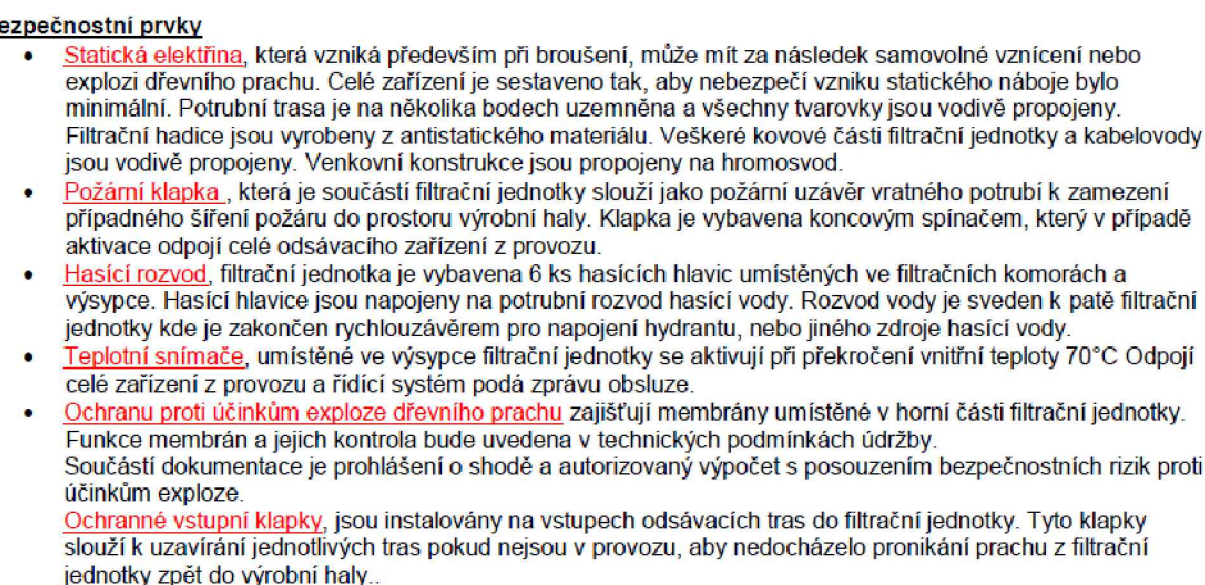 ezpečnostní prvky
• Statická elektřina, která vzniká především při broušení, může mít za následek samovolné vznícení nebo
explozi dřevního prachu. Celé zařízení je sestaveno tak, aby nebezpečí vzniku statického náboje bylo
minimální. Potrubní trasa je na několika bodech uzemněna a všechny tvarovky jsou vodivě propojeny.
Filtrační hadice jsou vyrobeny z antistatického materiálu. Veškeré kovové části filtrační jednotky a kabelovody
jsou vodivě propojeny. Venkovní konstrukce jsou propojeny na hromosvod.
• Požární klapka , která je součástí filtrační jednotky slouží jako požární uzávěr vratného potrubí k zamezení
případného šíření požáru do prostoru výrobní haly. Klapka je vybavena koncovým spínačem, který v případě
aktivace odpojí celé odsávacího zařízení z provozu.
• Hasící rozvod, filtrační jednotka je vybavena 6 ks hasících hlavic umístěných ve filtračních komorách a
výsypce. Hasící hlavice jsou napojeny na potrubní rozvod hasící vody. Rozvod vody je sveden k patě filtrační
jednotky kde je zakončen rychlouzávěrem pro napojení hydrantu, nebo jiného zdroje hasící vody.
• Teplotní snímače, umístěné ve výsypce filtrační jednotky se aktivují při překročení vnitřní teploty 70°C Odpojí
celé zařízení z provozu a řídící systém podá zprávu obsluze.
• Ochranu proti účinkům exploze dřevního prachu zajišťují membrány umístěné v horní části filtrační jednotky.
Funkce membrán a jejich kontrola bude uvedena v technických podmínkách údržby.
Součástí dokumentace je prohlášení o shodě a autorizovaný výpočet s posouzením bezpečnostních rizik proti
účinkům exploze.
Ochranné vstupní klapky, jsou instalovány na vstupech odsávacích tras do filtrační jednotky. Tyto klapky
slouží k uzavírání jednotlivých tras pokud nejsou v provozu, aby nedocházelo pronikání prachu z filtrační
jednotky zpět do výrobní haly..